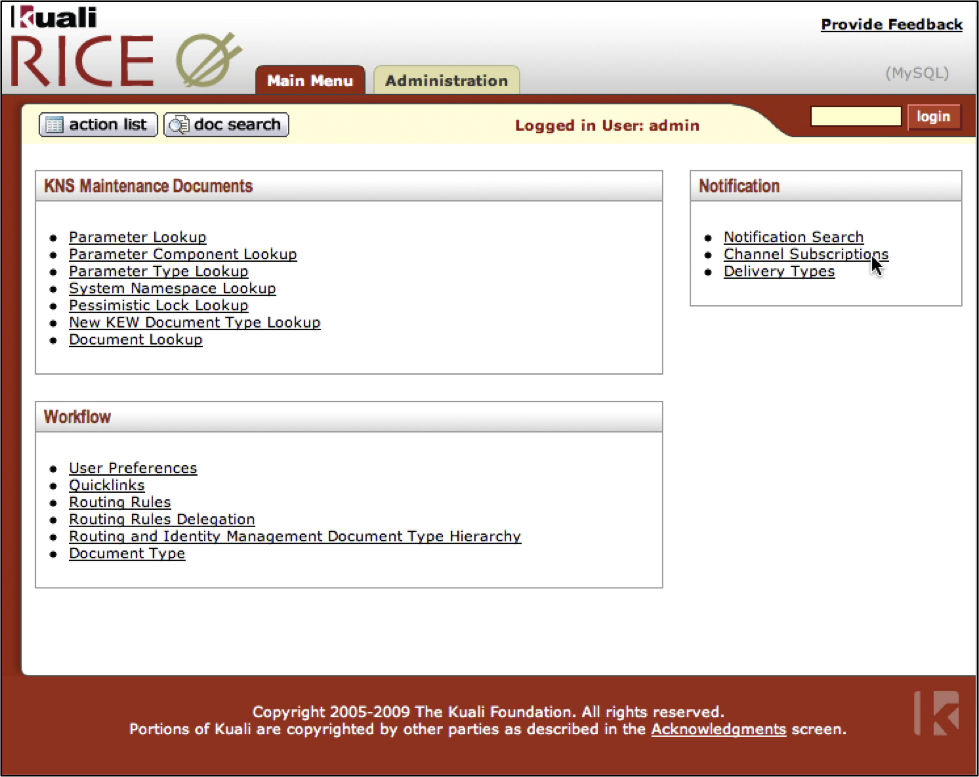 Kuali
RICE
Provide Feedback
Main Menu
Administration
(MySQL)
action list
doc search
Logged in User: admin
login
KNS Maintenance Documents
Parameter Lookup
Parameter Component Lookup
Parameter Type Lookup
System Namespace Lookup
Pessimistic Lock Lookup
New KEW Document Type Lookup
Document Lookup
Notification
Notification Search
Channel Subscriptions
Delivery Types
Workflow
User Preferences
Quicklinks
Routing Rules
Routing Rules Delegation
Routing and Identity Management Document Type Hierarchy
Document Type
Copyright 2005-2009 The Kuali Foundation. All rights reserved.
Portions of Kuali are copyrighted by other parties as described in the Acknowledgments screen.